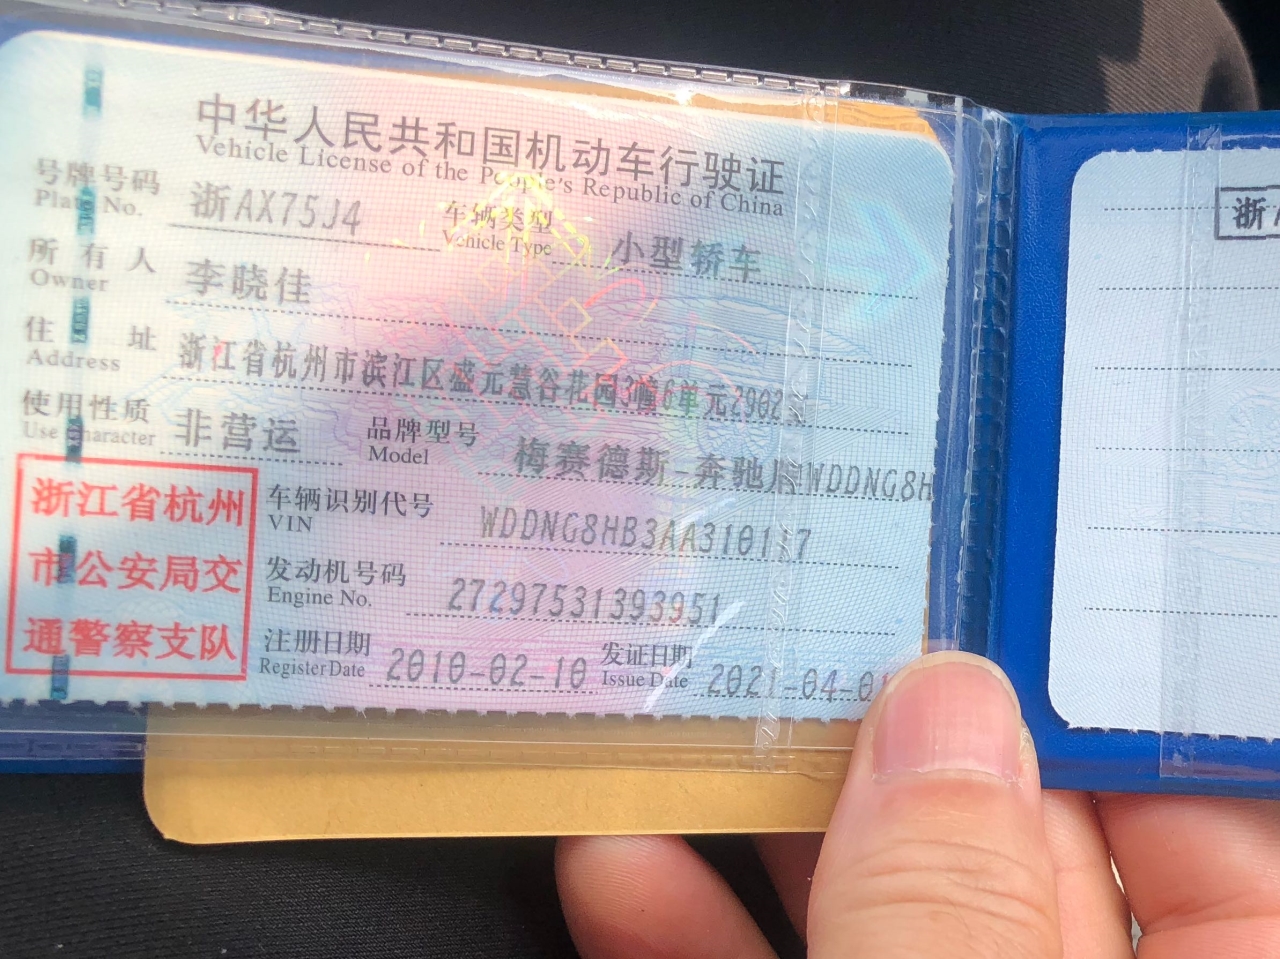 中华人民共和国机动车行驶证
Vehicle License of the People's Republic of China
号牌号码 浙AX75J4 车辆类型 小型轿车
Plate No. Vehicle Type
所有人 李晓佳
Owner
住址 浙江省杭州市滨江区盛元慧谷花园3幢6单元2902
Address
使用性质 非营运 品牌型号 梅赛德斯-奔驰牌WDDNG8H
Use Character Model
浙江省杭州
市公安局交
通警察支队
车辆识别代号 WDDNG8HB3AA3101
VIN
发动机号码 27297531393951
Engine No.
注册日期 2010-02-10 发证日期 2021-04-01
Register Date Issue Date
浙A